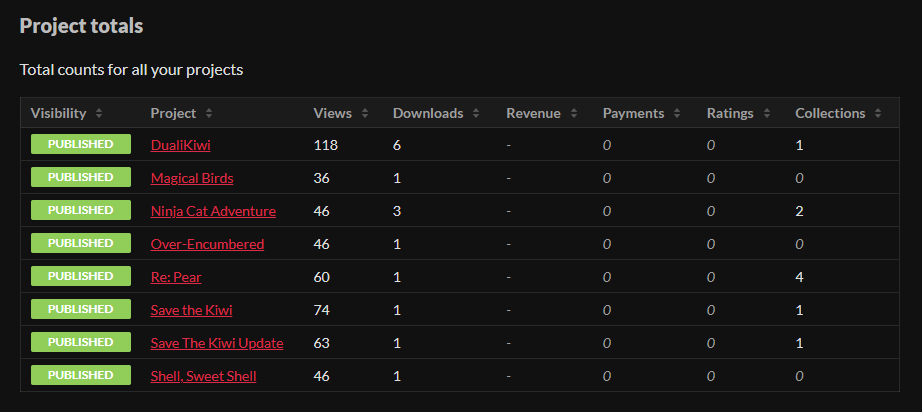 Project totals
Total counts for all your projects
Visibility Project Views Downloads Revenue Payments Ratings Collections
PUBLISHED DualiKiwi 118 6 - 0 0 1
PUBLISHED Magical Birds 36 1 - 0 0 0
PUBLISHED Ninja Cat Adventure 46 3 - 0 0 2
PUBLISHED Over-Encumbered 46 1 - 0 0 0
PUBLISHED Re: Pear 60 1 - 0 0 4
PUBLISHED Save the Kiwi 74 1 - 0 0 1
PUBLISHED Save The Kiwi Update 63 1 - 0 0 1
PUBLISHED Shell, Sweet Shell 46 1 - 0 0 0